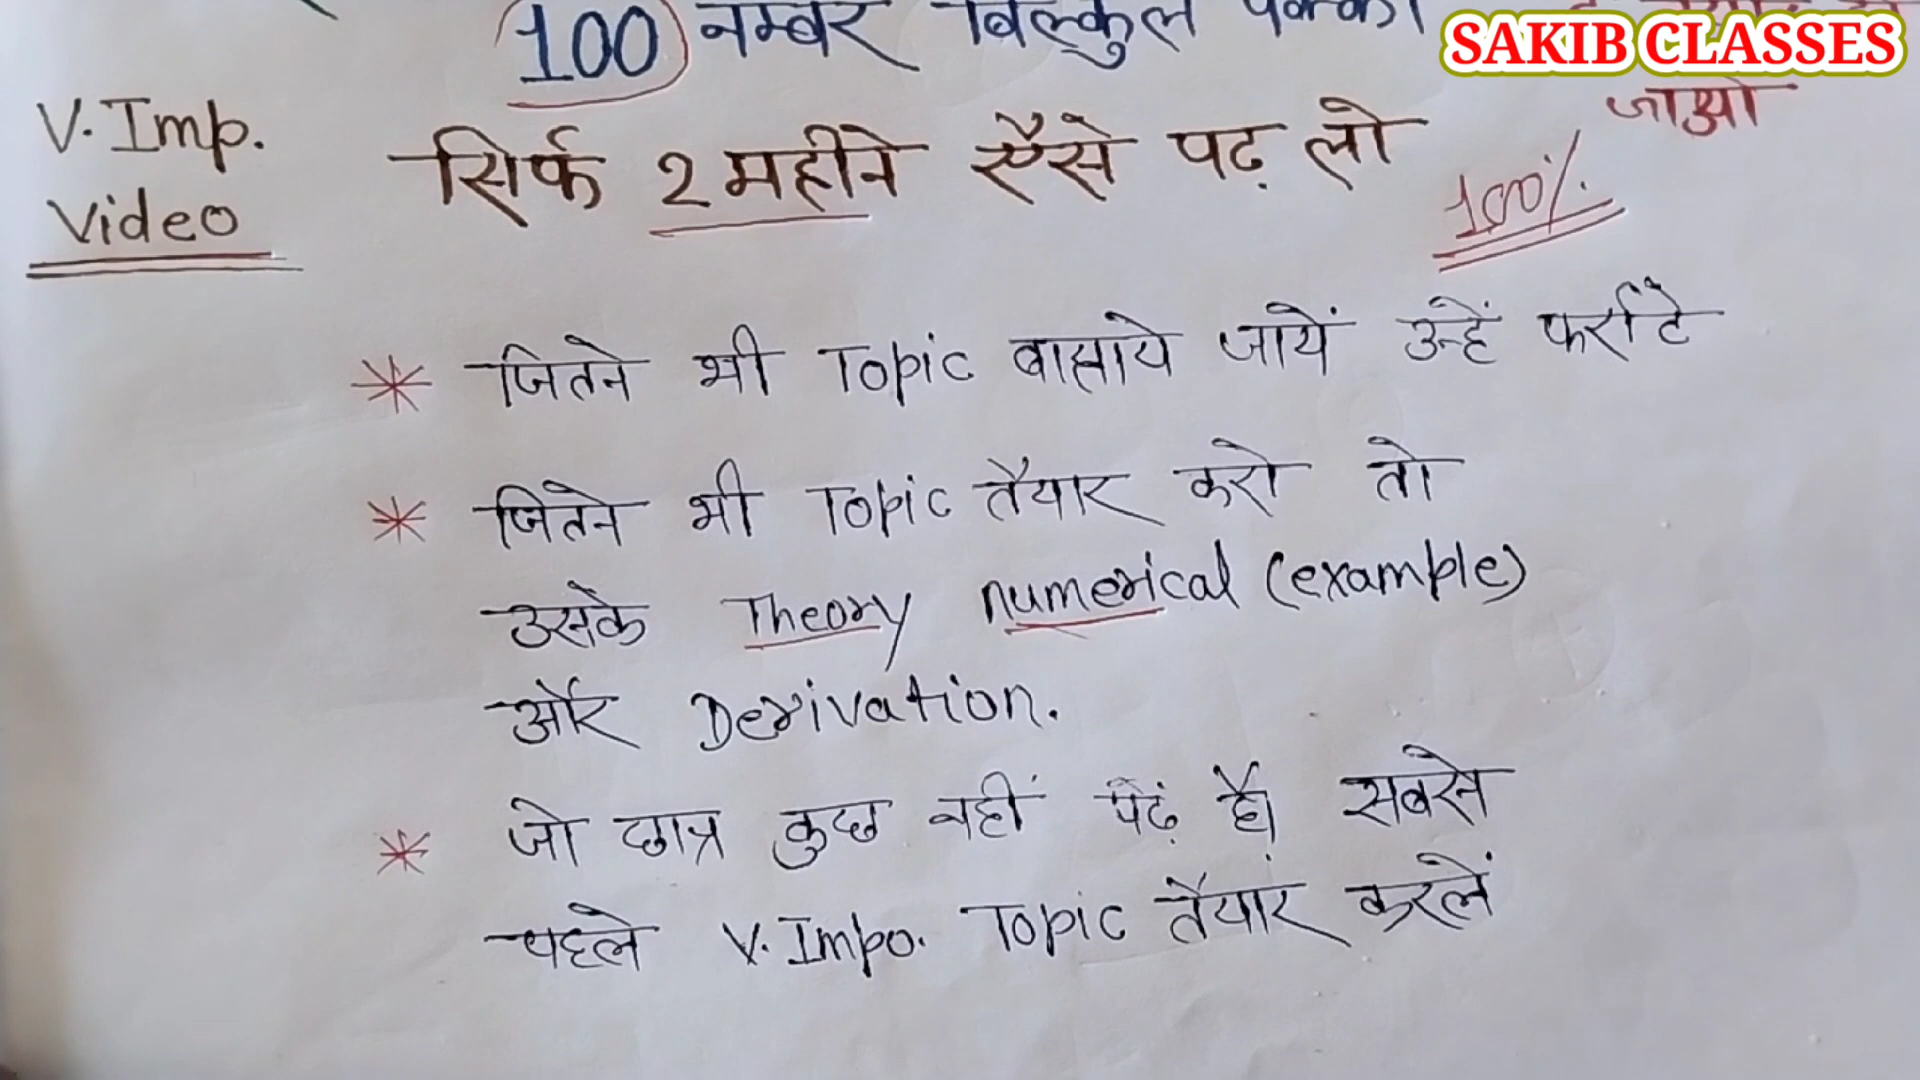 100 नम्बर बिल्कुल पक्का
SAKIB CLASSES
जाओ
V. Imp.
Video
सिर्फ 2 महीने ऐसे पढ़ लो
100%
* जितने भी Topic बाताये जायें उन्हें फर्राटे
* जितने भी Topic तैयार करो तो
उसके Theory numerical (example)
और Derivation.
* जो छात्र कुछ नहीं पढ़ें है। सबसे
पहले V. Impo. Topic तैयार करलें